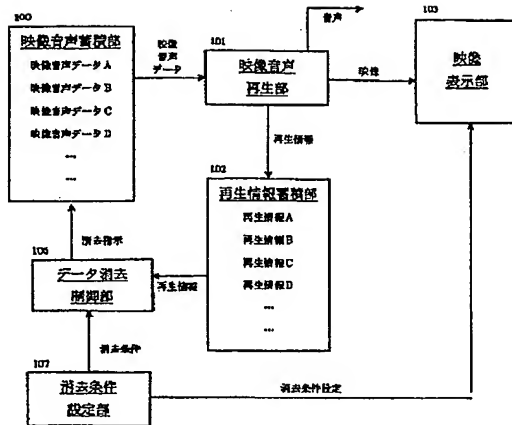 100
映像音声蓄積部
映像音声データA
映像音声データB
映像音声データC
映像音声データD
…
…
映像
音声
データ
101
映像音声
再生部
音声
映像
103
映像
表示部
再生情報
102
再生情報蓄積部
再生情報A
再生情報B
再生情報C
再生情報D
…
…
消去指示
106
データ消去
制御部
再生情報
消去条件
107
消去条件
設定部
消去条件設定